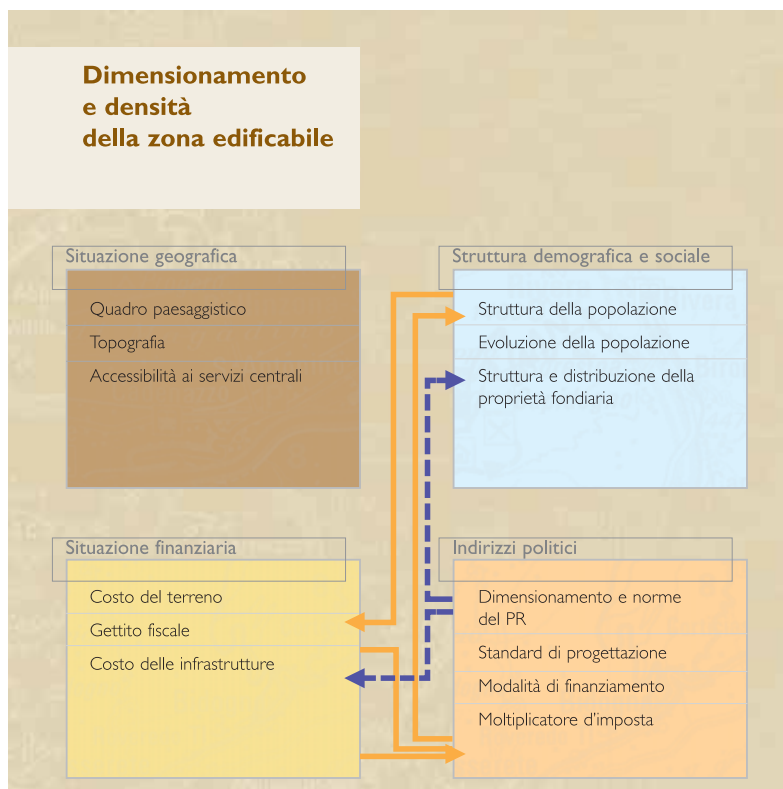 Dimensionamento
e densità
della zona edificabile
Situazione geografica
Quadro paesaggistico
Topografia
Accessibilità ai servizi centrali
Struttura demografica e sociale
Struttura della popolazione
Evoluzione della popolazione
Struttura e distribuzione della
proprietà fondiaria
Situazione finanziaria
Costo del terreno
Gettito fiscale
Costo delle infrastrutture
Indirizzi politici
Dimensionamento e norme
del PR
Standard di progettazione
Modalità di finanziamento
Moltiplicatore d'imposta